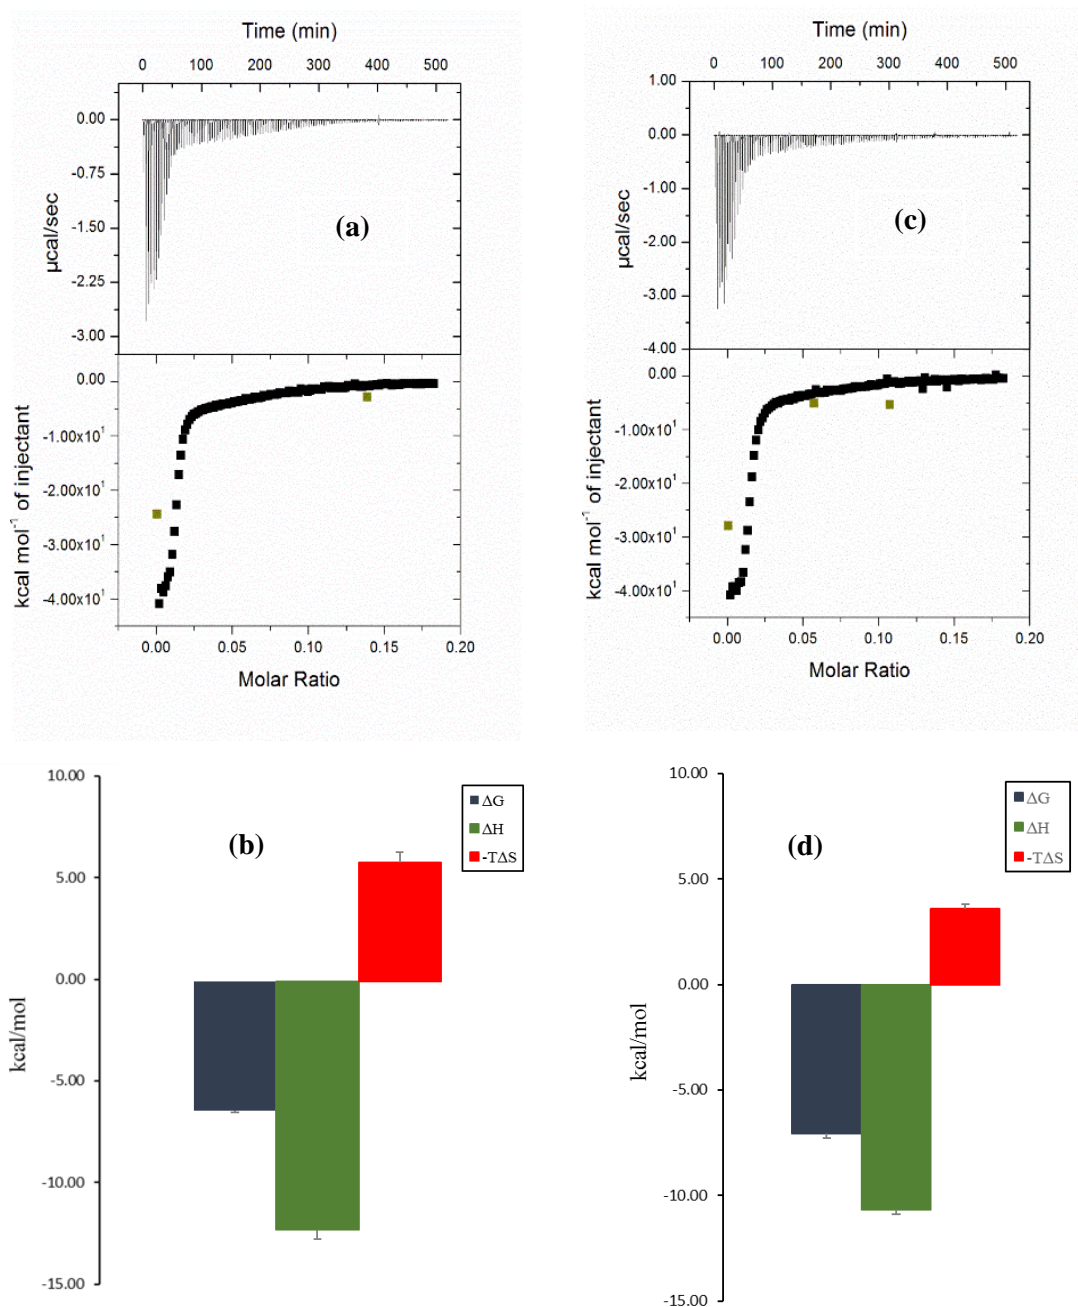 Time (min)
0 100 200 300 400 500
0.00
-0.75
-1.50
-2.25
-3.00
µcal/sec
(a)
0.00
-1.00x10¹
-2.00x10¹
-3.00x10¹
-4.00x10¹
kcal mol⁻¹ of injectant
0.00 0.05 0.10 0.15 0.20
Molar Ratio
Time (min)
0 100 200 300 400 500
1.00
0.00
-1.00
-2.00
-3.00
-4.00
µcal/sec
(c)
0.00
-1.00x10¹
-2.00x10¹
-3.00x10¹
-4.00x10¹
kcal mol⁻¹ of injectant
0.00 0.05 0.10 0.15 0.20
Molar Ratio
10.00
5.00
0.00
-5.00
-10.00
-15.00
kcal/mol
(b)
ΔG
ΔH
-TΔS
10.00
5.00
0.00
-5.00
-10.00
-15.00
kcal/mol
(d)
ΔG
ΔH
-TΔS